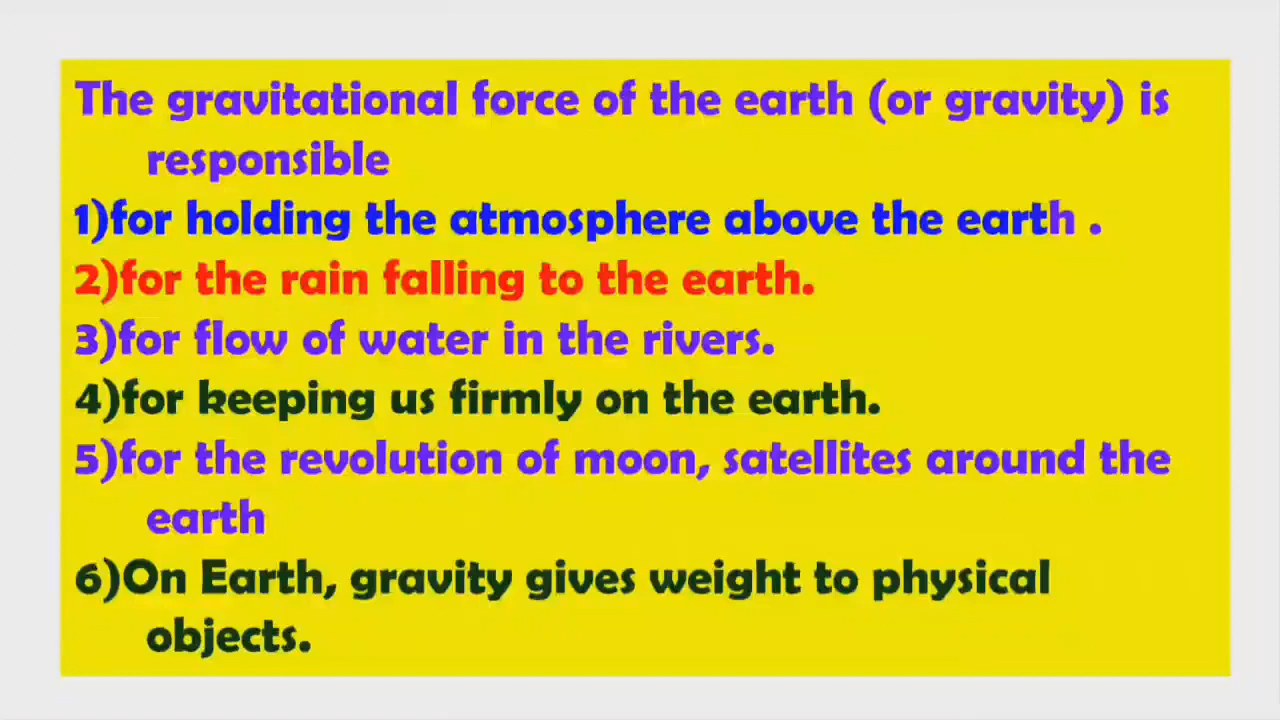 The gravitational force of the earth (or gravity) is
responsible
1)for holding the atmosphere above the earth .
2)for the rain falling to the earth.
3)for flow of water in the rivers.
4)for keeping us firmly on the earth.
5)for the revolution of moon, satellites around the
earth
6)On Earth, gravity gives weight to physical
objects.